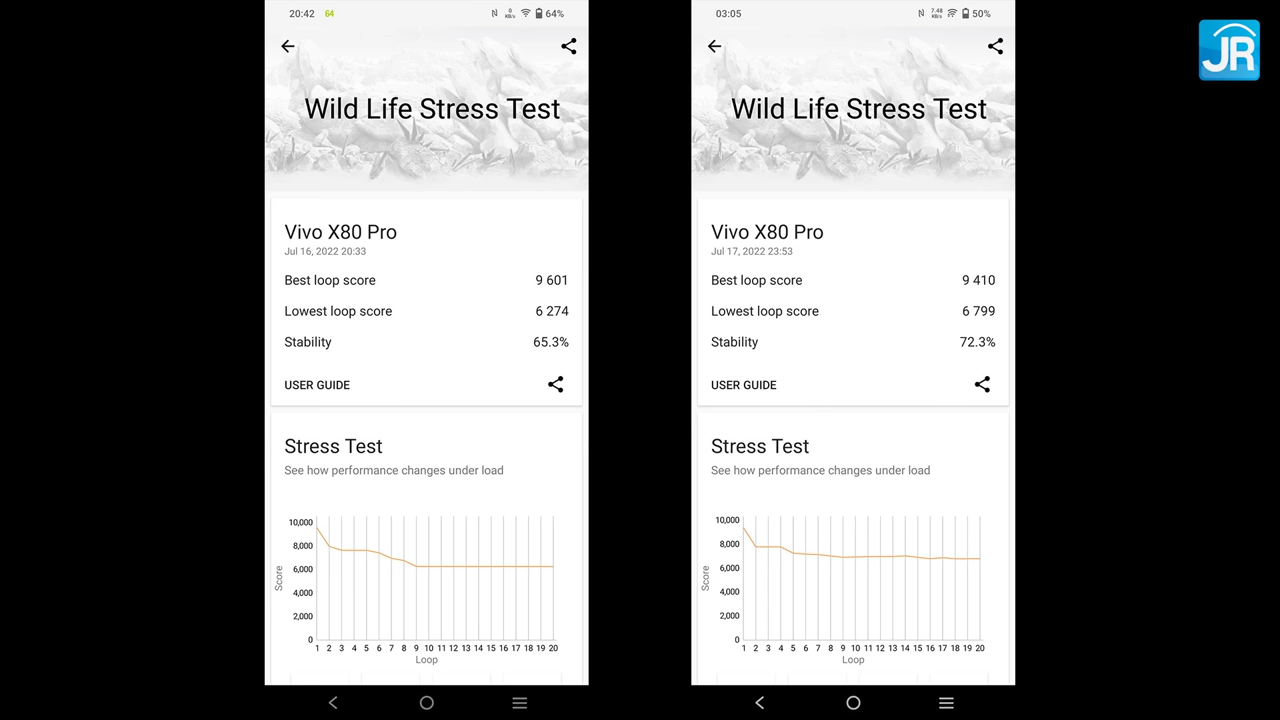 20:42 64 0 KB/s 64%
Wild Life Stress Test
Vivo X80 Pro
Jul 16, 2022 20:33
Best loop score 9 601
Lowest loop score 6 274
Stability 65.3%
USER GUIDE
Stress Test
See how performance changes under load
10,000
8,000
6,000
4,000
2,000
0
Score
1 2 3 4 5 6 7 8 9 10 11 12 13 14 15 16 17 18 19 20
Loop
03:05 7.48 KB/s 50%
Wild Life Stress Test
Vivo X80 Pro
Jul 17, 2022 23:53
Best loop score 9 410
Lowest loop score 6 799
Stability 72.3%
USER GUIDE
Stress Test
See how performance changes under load
10,000
8,000
6,000
4,000
2,000
0
Score
1 2 3 4 5 6 7 8 9 10 11 12 13 14 15 16 17 18 19 20
Loop
JR